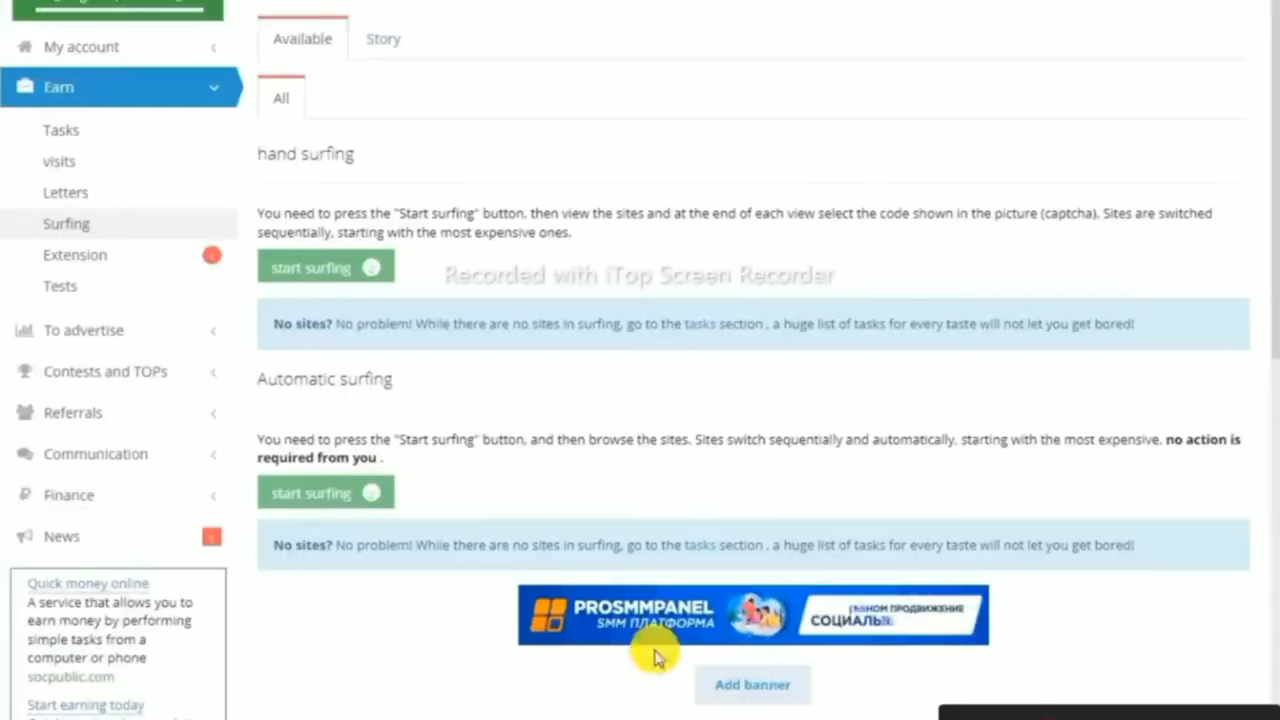 My account
Earn
Tasks
visits
Letters
Surfing
Extension
Tests
To advertise
Contests and TOPs
Referrals
Communication
Finance
News
Quick money online
A service that allows you to
earn money by performing
simple tasks from a
computer or phone
socpublic.com
Start earning today
Available
Story
All
hand surfing
You need to press the "Start surfing" button, then view the sites and at the end of each view select the code shown in the picture (captcha). Sites are switched
sequentially, starting with the most expensive ones.
start surfing
Recorded with iTop Screen Recorder
No sites? No problem! While there are no sites in surfing, go to the tasks section , a huge list of tasks for every taste will not let you get bored!
Automatic surfing
You need to press the "Start surfing" button, and then browse the sites. Sites switch sequentially and automatically, starting with the most expensive, no action is
required from you .
start surfing
No sites? No problem! While there are no sites in surfing, go to the tasks section , a huge list of tasks for every taste will not let you get bored!
PROSMMPANEL
SMM ПЛАТФОРМА
ПРОДВИЖЕНИЕ
Add banner